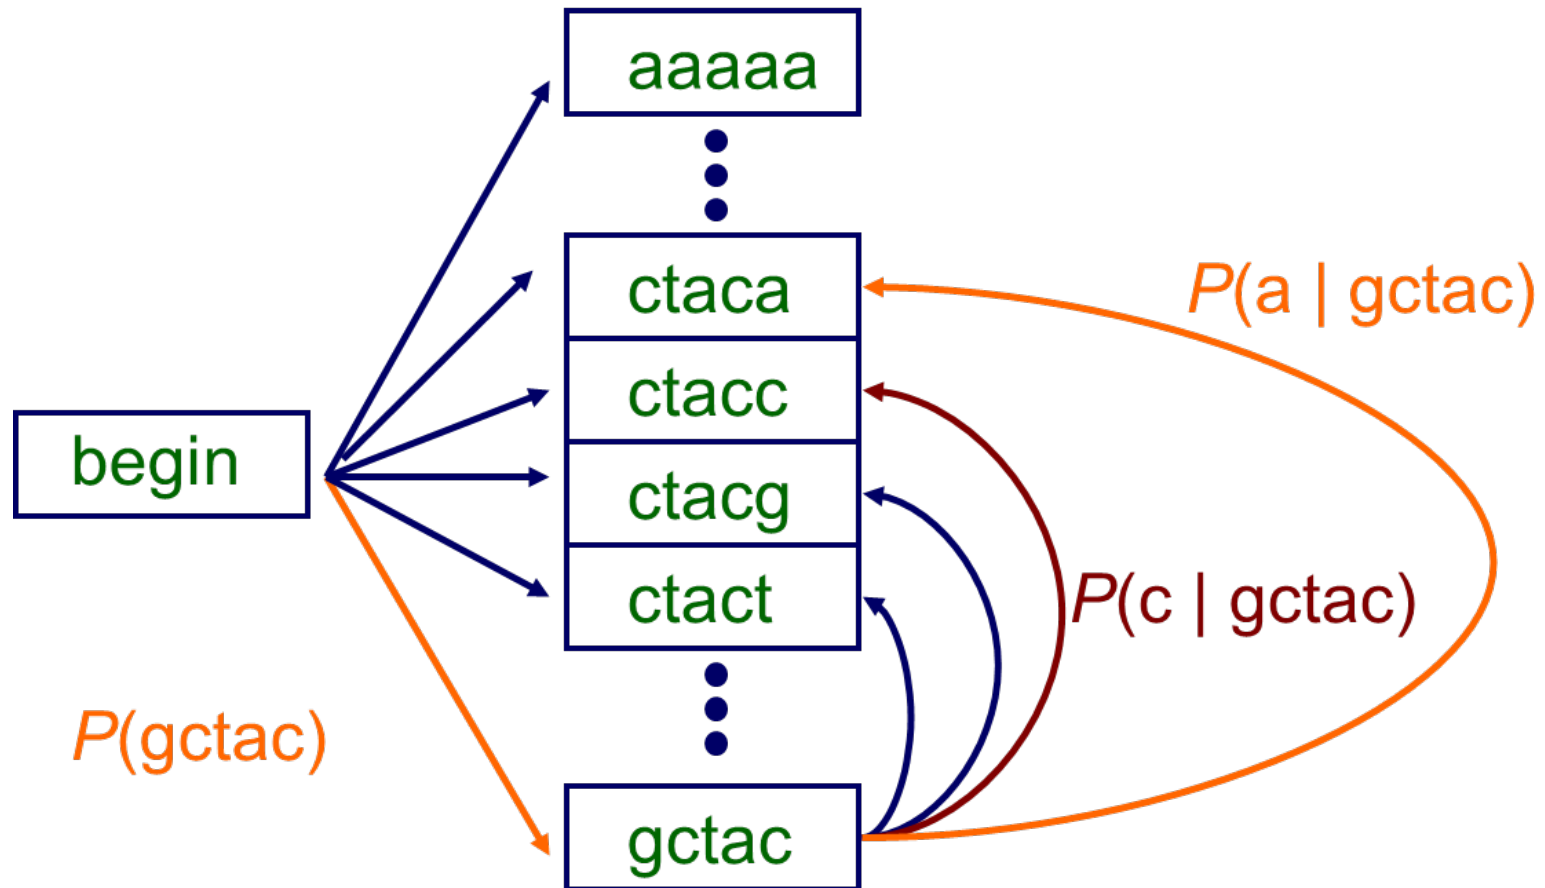 aaaaa
ctaca
P(a | gctac)
ctacc
begin
ctacg
ctact
P(c | gctac)
P(gctac)
gctac